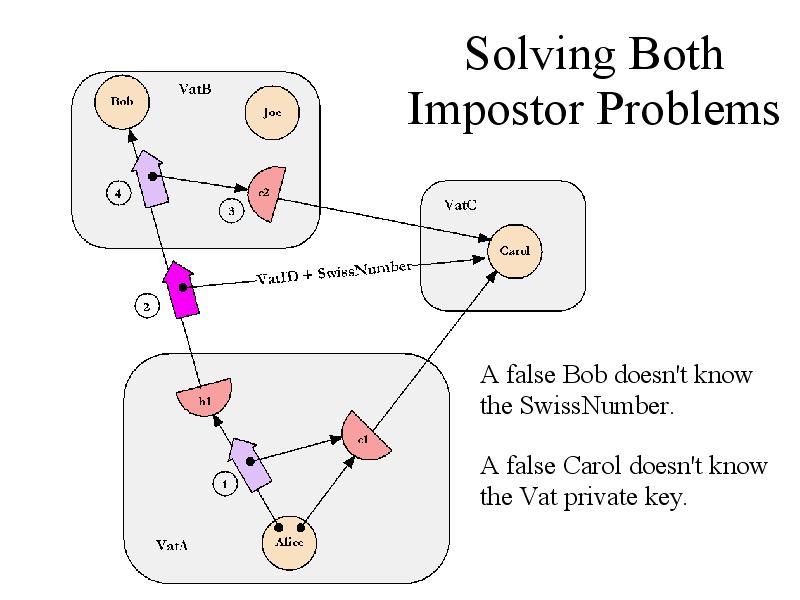 Solving Both
Impostor Problems
VatB
Bob
Joe
4
c2
3
VatC
Carol
VatID + SwissNumber
2
A false Bob doesn't know
the SwissNumber.
b1
c1
A false Carol doesn't know
the Vat private key.
1
Alice
VatA